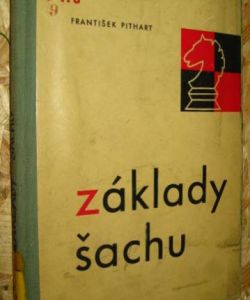 9
FRANTIŠEK PITHART
základy
šachu